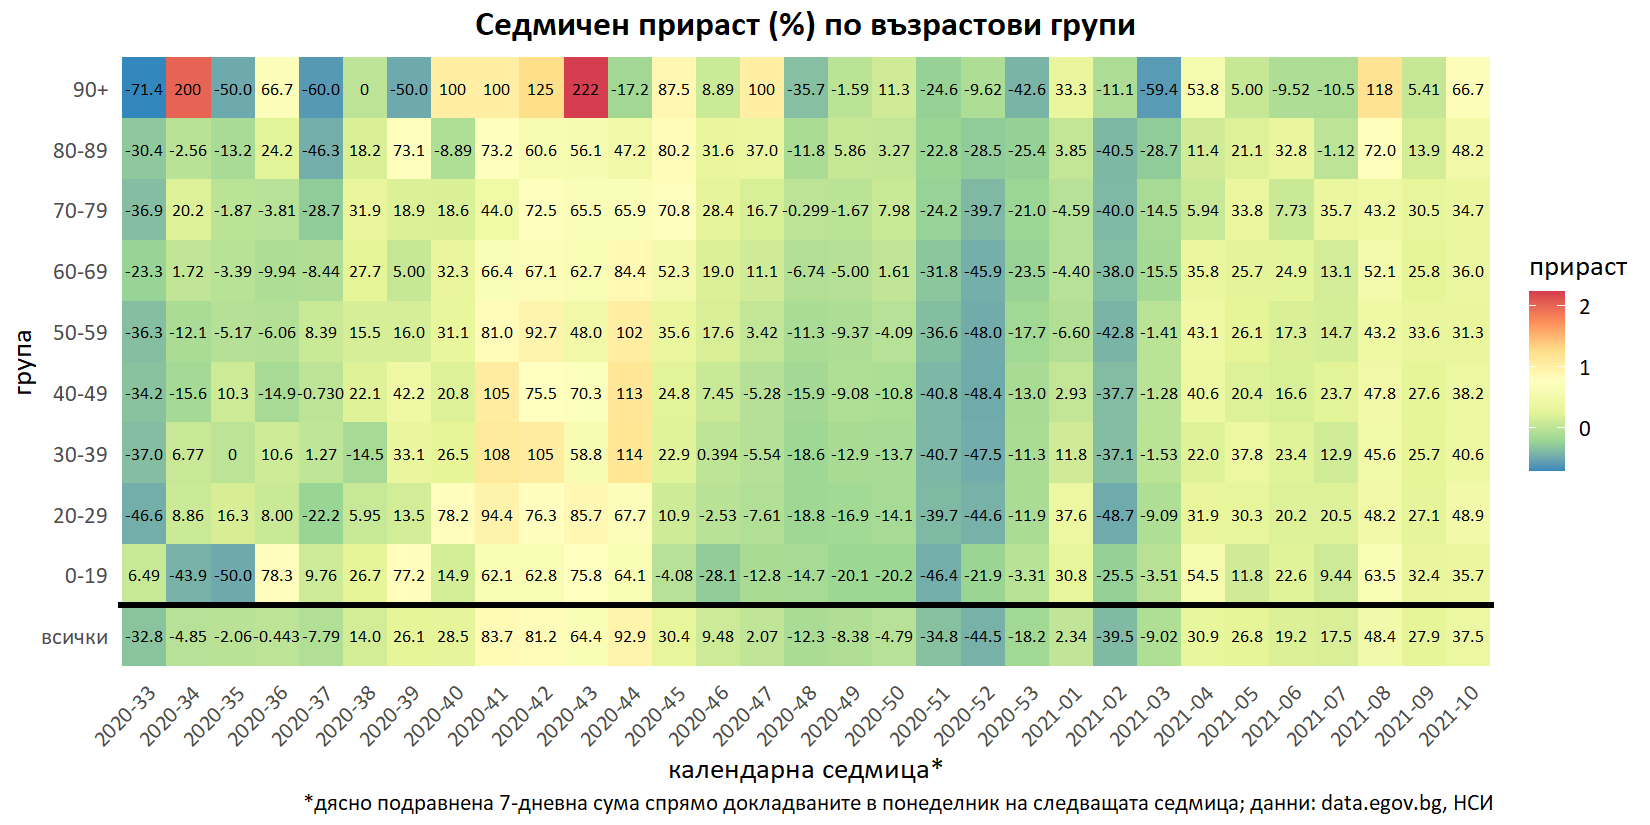 Седмичен прираст (%) по възрастови групи
90+ -71.4 200 -50.0 66.7 -60.0 0 -50.0 100 100 125 222 -17.2 87.5 8.89 100 -35.7 -1.59 11.3 -24.6 -9.62 -42.6 33.3 -11.1 -59.4 53.8 5.00 -9.52 -10.5 118 5.41 66.7
80-89 -30.4 -2.56 -13.2 24.2 -46.3 18.2 73.1 -8.89 73.2 60.6 56.1 47.2 80.2 31.6 37.0 -11.8 5.86 3.27 -22.8 -28.5 -25.4 3.85 -40.5 -28.7 11.4 21.1 32.8 -1.12 72.0 13.9 48.2
70-79 -36.9 20.2 -1.87 -3.81 -28.7 31.9 18.9 18.6 44.0 72.5 65.5 65.9 70.8 28.4 16.7 -0.299 -1.67 7.98 -24.2 -39.7 -21.0 -4.59 -40.0 -14.5 5.94 33.8 7.73 35.7 43.2 30.5 34.7
60-69 -23.3 1.72 -3.39 -9.94 -8.44 27.7 5.00 32.3 66.4 67.1 62.7 84.4 52.3 19.0 11.1 -6.74 -5.00 1.61 -31.8 -45.9 -23.5 -4.40 -38.0 -15.5 35.8 25.7 24.9 13.1 52.1 25.8 36.0
50-59 -36.3 -12.1 -5.17 -6.06 8.39 15.5 16.0 31.1 81.0 92.7 48.0 102 35.6 17.6 3.42 -11.3 -9.37 -4.09 -36.6 -48.0 -17.7 -6.60 -42.8 -1.41 43.1 26.1 17.3 14.7 43.2 33.6 31.3
40-49 -34.2 -15.6 10.3 -14.9 -0.730 22.1 42.2 20.8 105 75.5 70.3 113 24.8 7.45 -5.28 -15.9 -9.08 -10.8 -40.8 -48.4 -13.0 2.93 -37.7 -1.28 40.6 20.4 16.6 23.7 47.8 27.6 38.2
30-39 -37.0 6.77 0 10.6 1.27 -14.5 33.1 26.5 108 105 58.8 114 22.9 0.394 -5.54 -18.6 -12.9 -13.7 -40.7 -47.5 -11.3 11.8 -37.1 -1.53 22.0 37.8 23.4 12.9 45.6 25.7 40.6
20-29 -46.6 8.86 16.3 8.00 -22.2 5.95 13.5 78.2 94.4 76.3 85.7 67.7 10.9 -2.53 -7.61 -18.8 -16.9 -14.1 -39.7 -44.6 -11.9 37.6 -48.7 -9.09 31.9 30.3 20.2 20.5 48.2 27.1 48.9
0-19 6.49 -43.9 -50.0 78.3 9.76 26.7 77.2 14.9 62.1 62.8 75.8 64.1 -4.08 -28.1 -12.8 -14.7 -20.1 -20.2 -46.4 -21.9 -3.31 30.8 -25.5 -3.51 54.5 11.8 22.6 9.44 63.5 32.4 35.7
всички -32.8 -4.85 -2.06 -0.443 -7.79 14.0 26.1 28.5 83.7 81.2 64.4 92.9 30.4 9.48 2.07 -12.3 -8.38 -4.79 -34.8 -44.5 -18.2 2.34 -39.5 -9.02 30.9 26.8 19.2 17.5 48.4 27.9 37.5
група
2020-33 2020-34 2020-35 2020-36 2020-37 2020-38 2020-39 2020-40 2020-41 2020-42 2020-43 2020-44 2020-45 2020-46 2020-47 2020-48 2020-49 2020-50 2020-51 2020-52 2020-53 2021-01 2021-02 2021-03 2021-04 2021-05 2021-06 2021-07 2021-08 2021-09 2021-10
календарна седмица*
прираст
2
1
0
*дясно подравнена 7-дневна сума спрямо докладваните в понеделник на следващата седмица; данни: data.egov.bg, НСИ